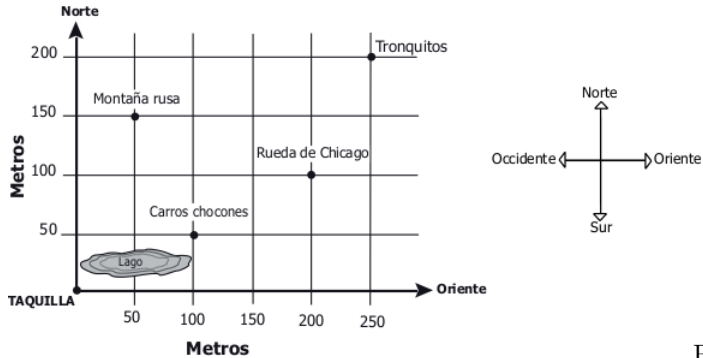 Norte
200
Tronquitos
Montaña rusa
150
Norte
Metros
Rueda de Chicago
Occidente
Oriente
100
Carros chocones
50
Sur
Lago
TAQUILLA
Oriente
50 100 150 200 250
Metros